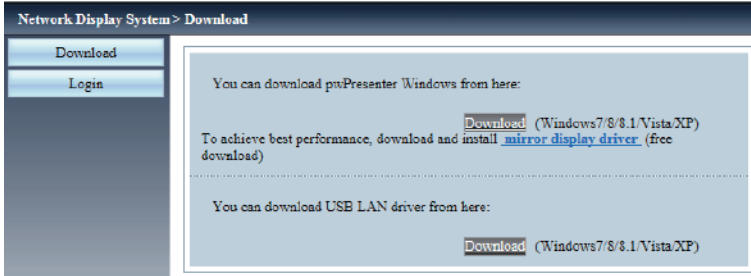 Network Display System > Download
Download
Login
You can download pwPresenter Windows from here:
Download (Windows7/8/8.1/Vista/XP)
To achieve best performance, download and install mirror display driver (free
download)
You can download USB LAN driver from here:
Download (Windows7/8/8.1/Vista/XP)